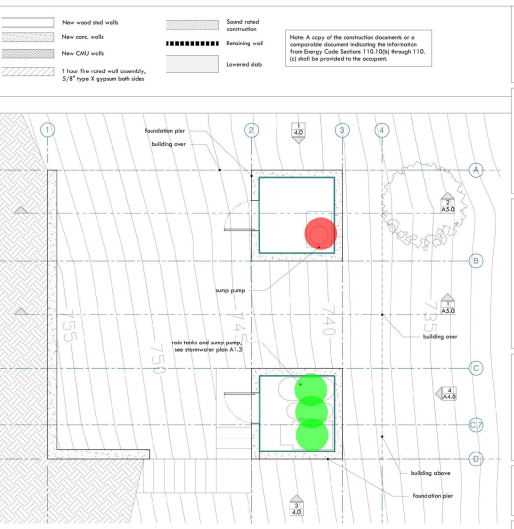 New wood stud walls
New conc. walls
New CMU walls
1 hour fire rated wall assembly,
5/8" type X gypsum both sides
Sound rated
construction
Retaining wall
Lowered slab
Note: A copy of the construction documents or a
comparable document indicating the information
from Energy Code Sections 110.10(b) through 110.
(c) shall be provided to the occupant.
1
2
3
4
1
4.0
foundation pier
building over
A
2
A5.0
B
sump pump
1
A5.0
755
750
740
735
building over
rain tanks and sump pump,
see stormwater plan A1.3
C
4
A4.0
C.7
D
building above
foundation pier
3
4.0